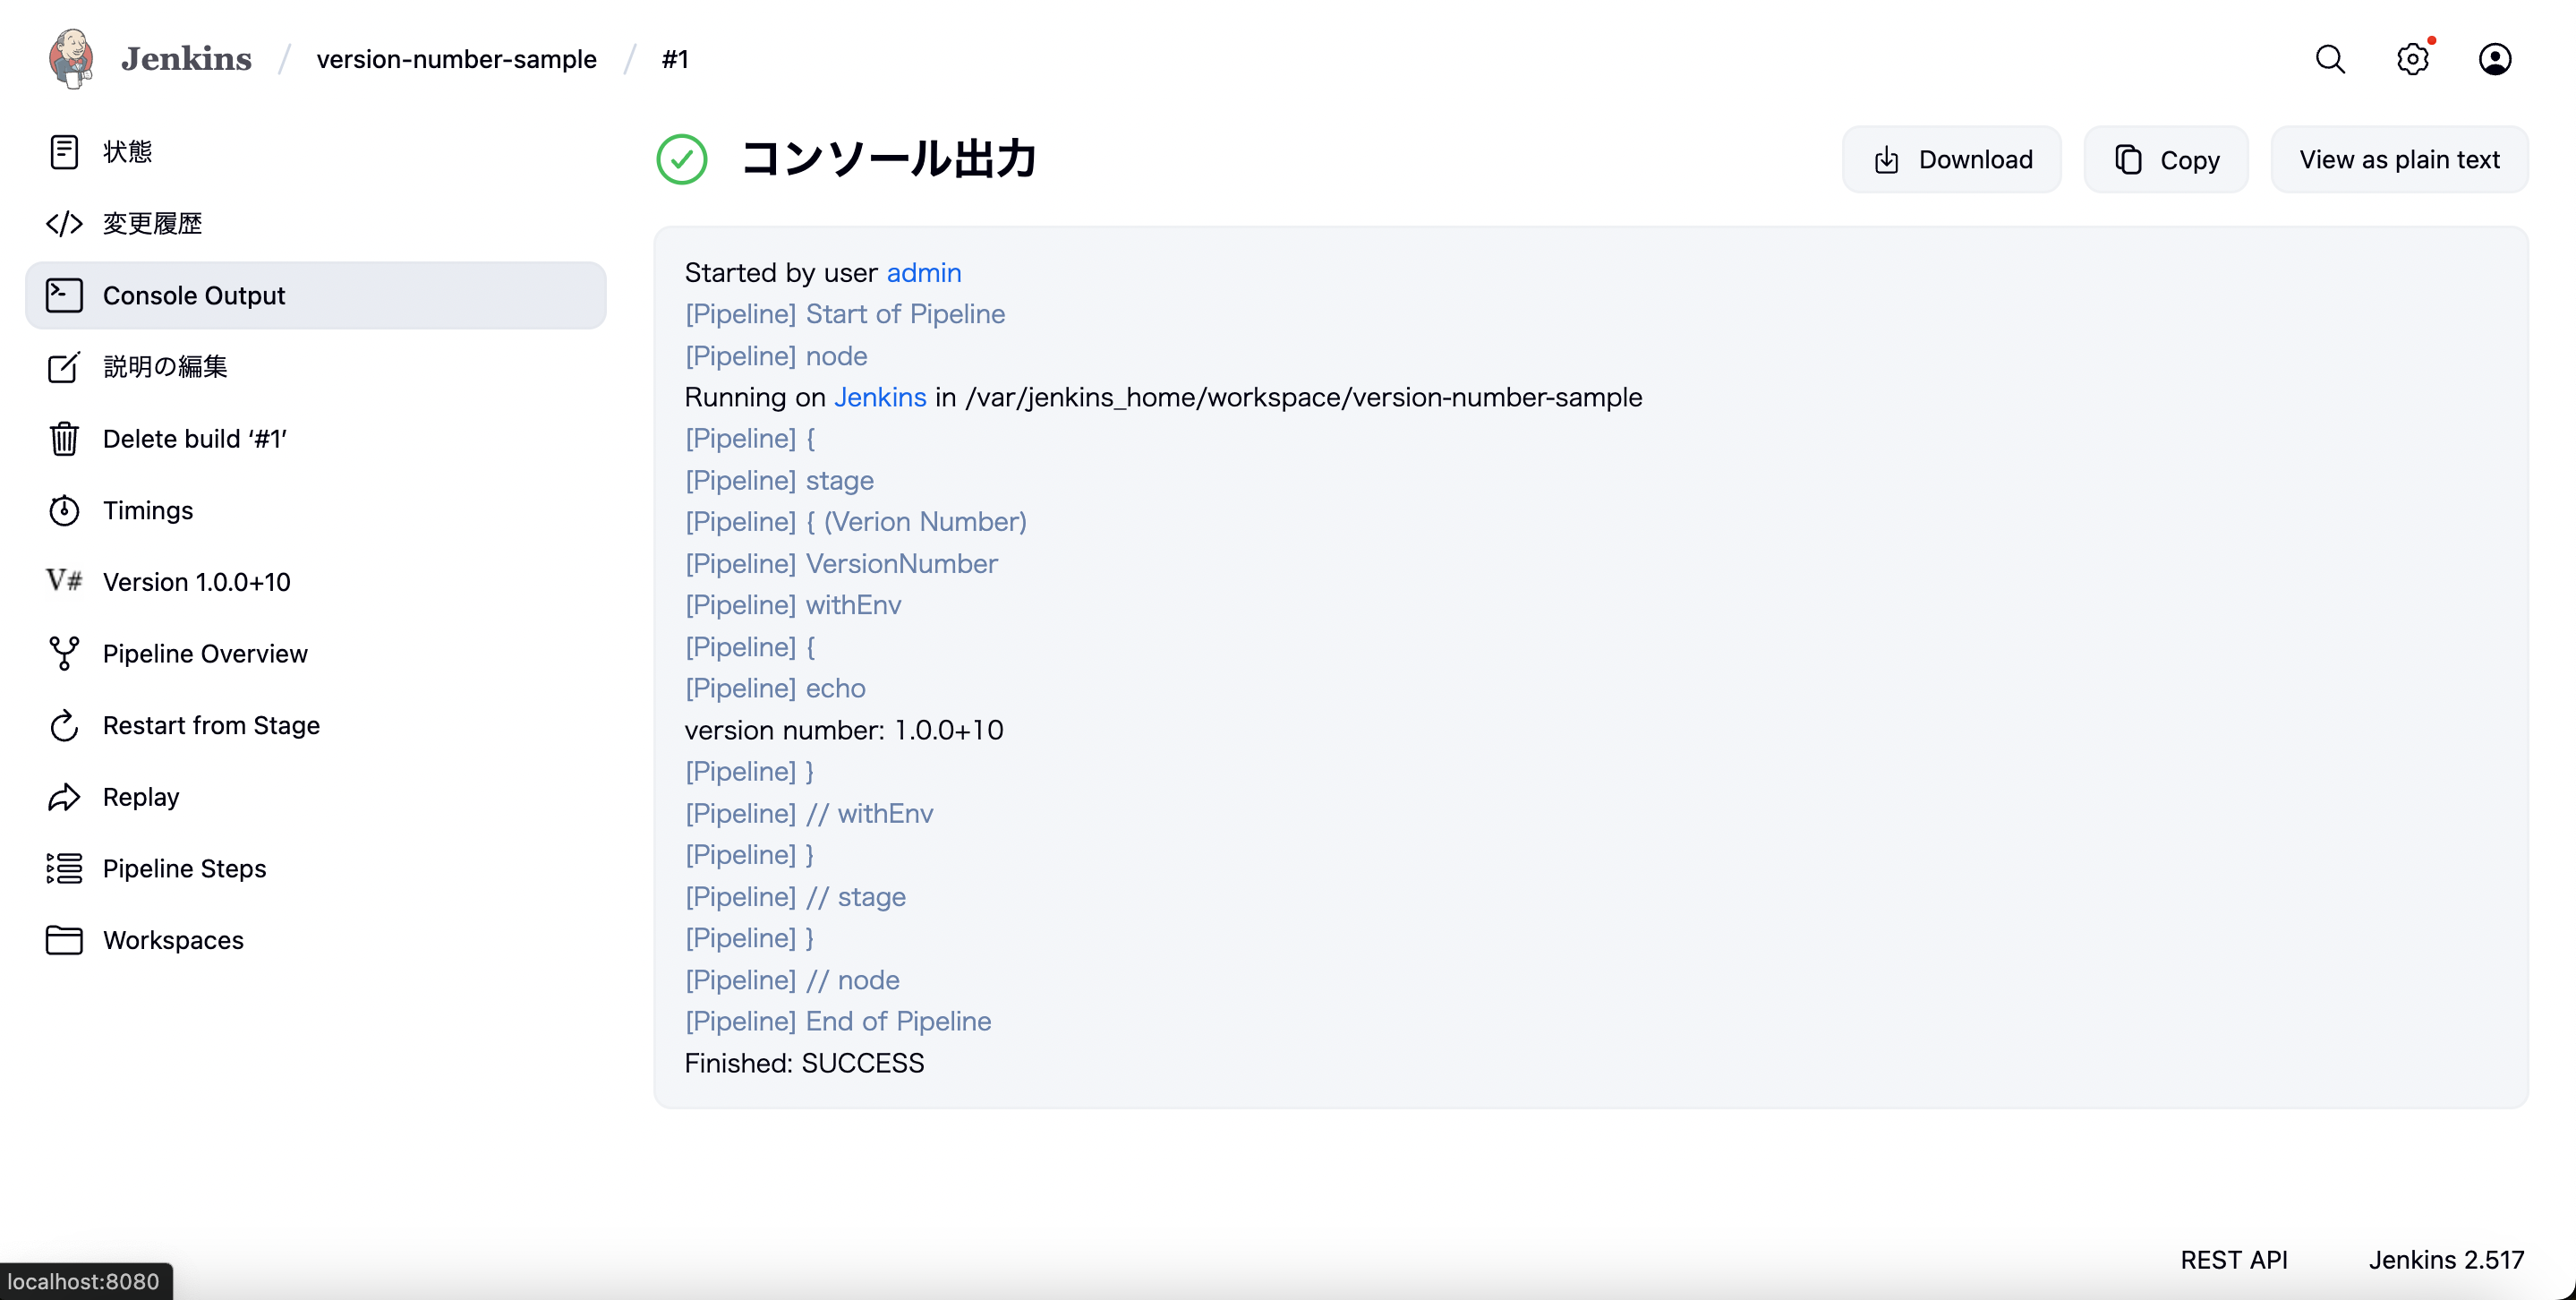 Jenkins / version-number-sample / #1
状態
変更履歴
Console Output
説明の編集
Delete build ‘#1’
Timings
V# Version 1.0.0+10
Pipeline Overview
Restart from Stage
Replay
Pipeline Steps
Workspaces
コンソール出力
Download
Copy
View as plain text
Started by user admin
[Pipeline] Start of Pipeline
[Pipeline] node
Running on Jenkins in /var/jenkins_home/workspace/version-number-sample
[Pipeline] {
[Pipeline] stage
[Pipeline] { (Verion Number)
[Pipeline] VersionNumber
[Pipeline] withEnv
[Pipeline] {
[Pipeline] echo
version number: 1.0.0+10
[Pipeline] }
[Pipeline] // withEnv
[Pipeline] }
[Pipeline] // stage
[Pipeline] }
[Pipeline] // node
[Pipeline] End of Pipeline
Finished: SUCCESS
REST API
Jenkins 2.517
localhost:8080